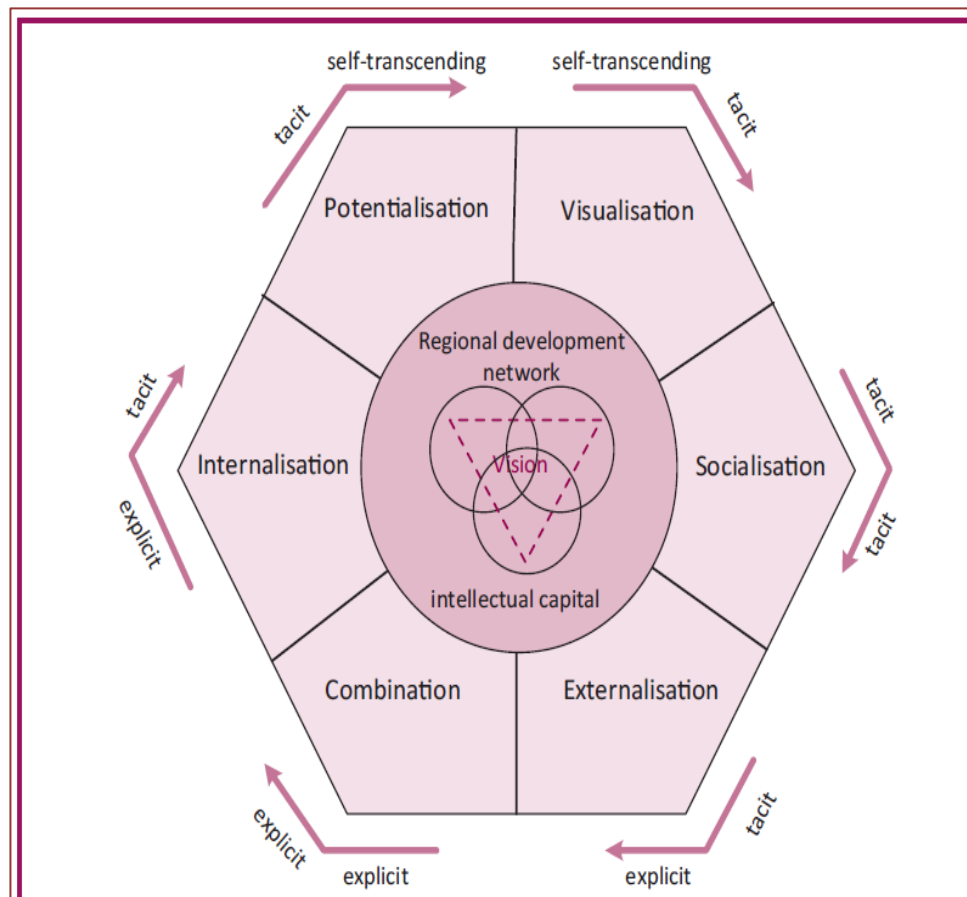 self-transcending
self-transcending
tacit
tacit
Potentialisation
Visualisation
Regional development
network
tacit
tacit
Internalisation
Vision
Socialisation
explicit
tacit
intellectual capital
Combination
Externalisation
explicit
tacit
explicit
explicit